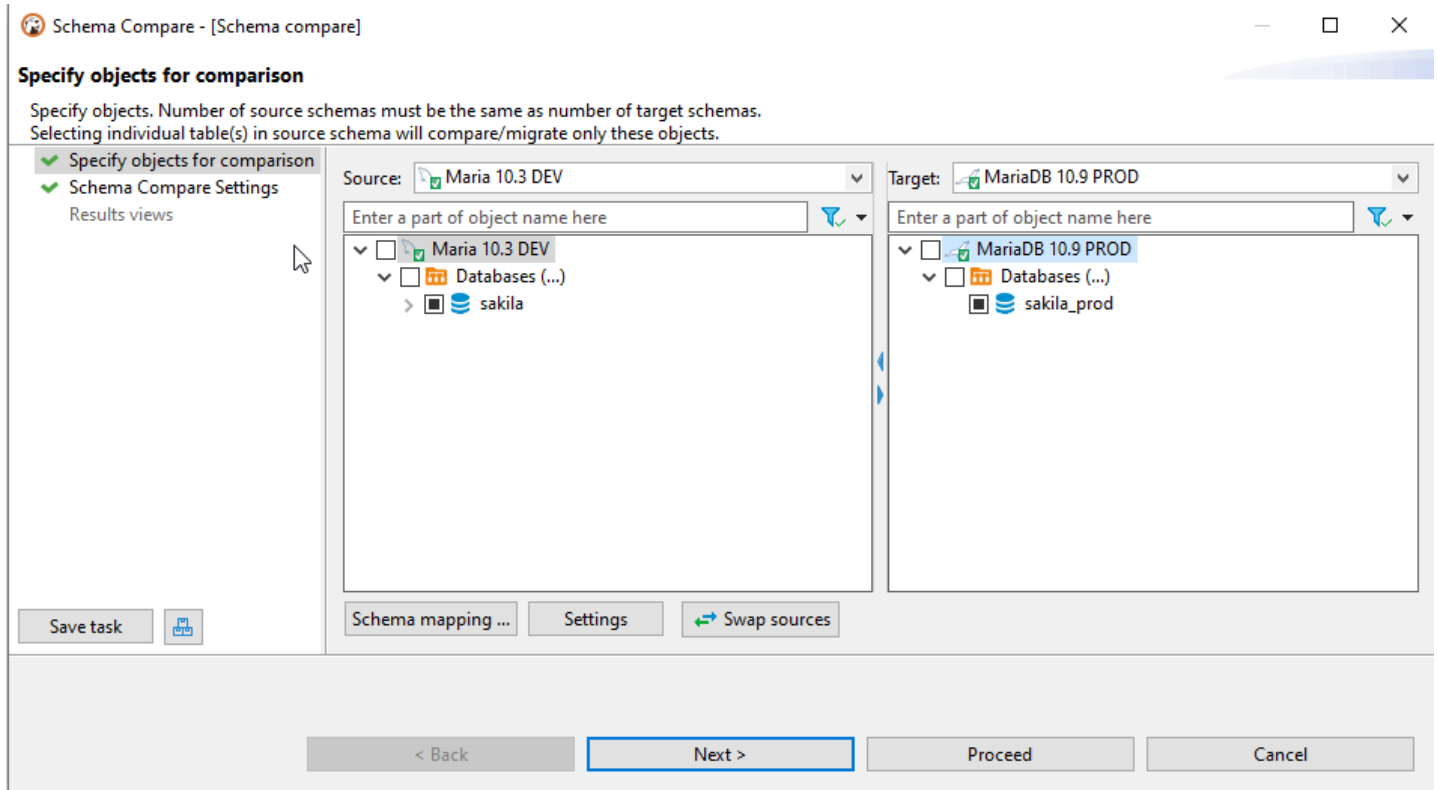 Schema Compare - [Schema compare]
Specify objects for comparison
Specify objects. Number of source schemas must be the same as number of target schemas.
Selecting individual table(s) in source schema will compare/migrate only these objects.
Specify objects for comparison
Schema Compare Settings
Results views
Source: Maria 10.3 DEV
Target: MariaDB 10.9 PROD
Enter a part of object name here
Enter a part of object name here
Maria 10.3 DEV
Databases (...)
sakila
MariaDB 10.9 PROD
Databases (...)
sakila_prod
Save task
Schema mapping ...
Settings
Swap sources
< Back
Next >
Proceed
Cancel